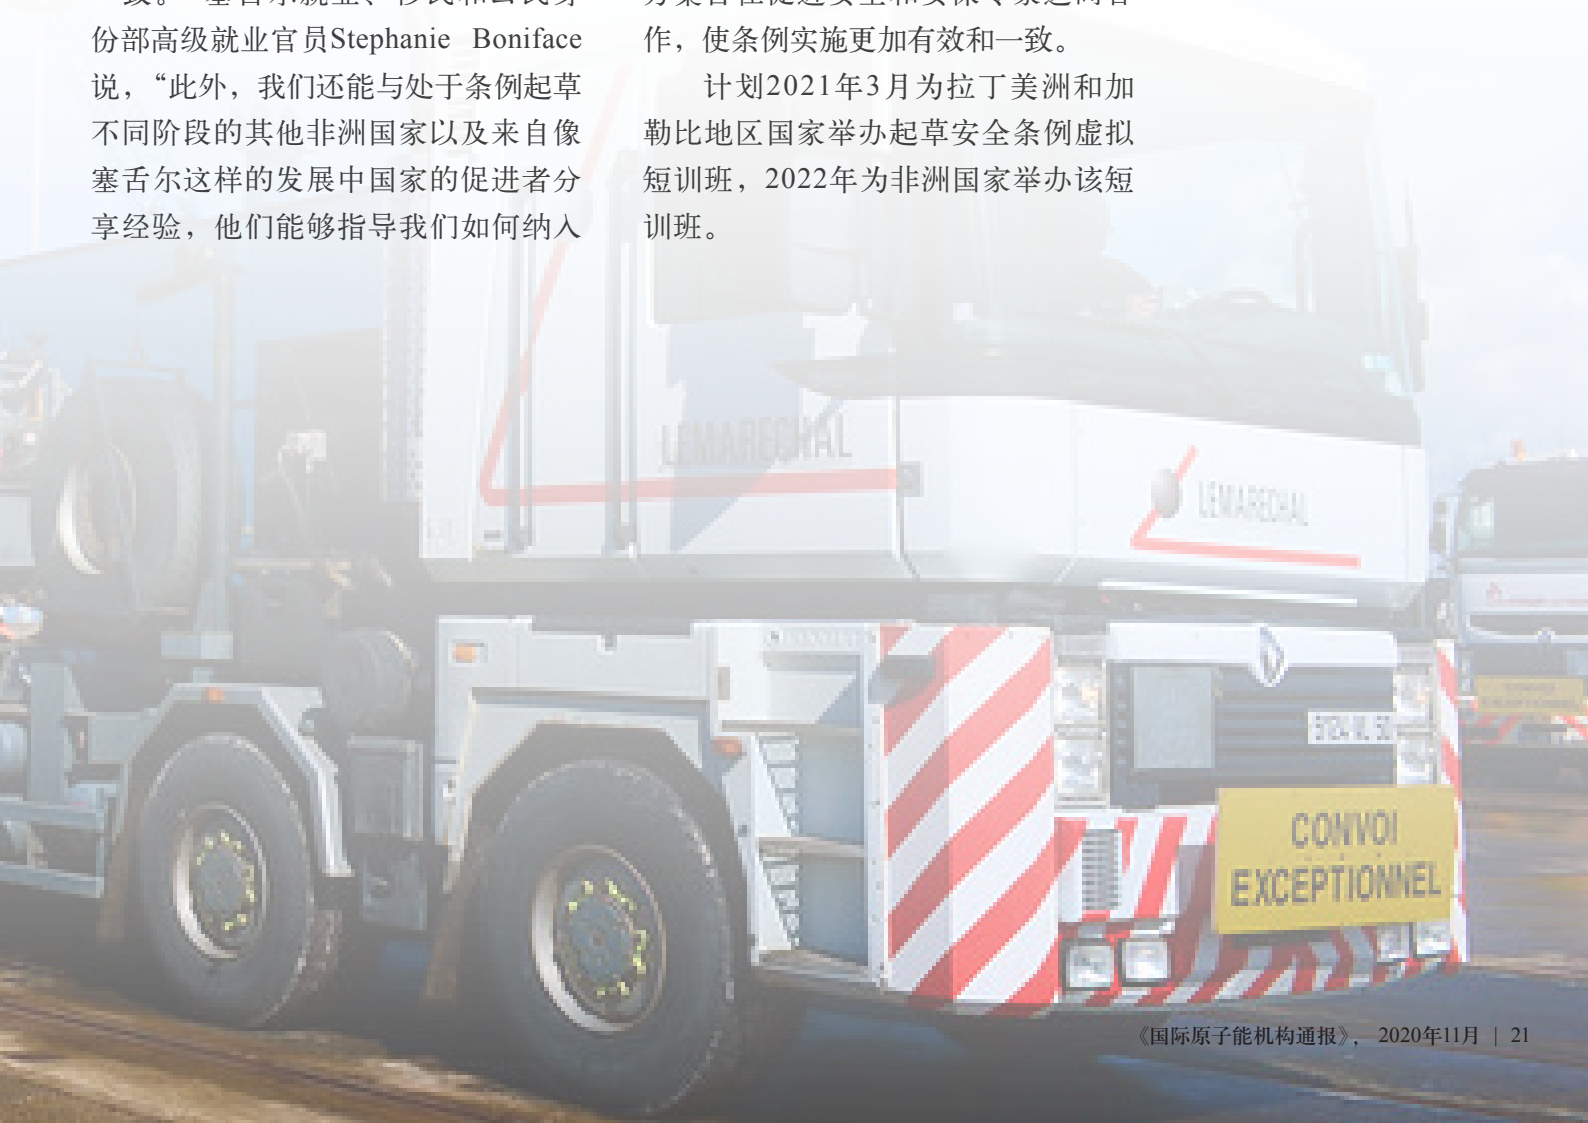 份部高级就业官员Stephanie Boniface
说，“此外，我们还能与处于条例起草
不同阶段的其他非洲国家以及来自像
塞舌尔这样的发展中国家的促进者分
享经验，他们能够指导我们如何纳入
作，使条例实施更加有效和一致。
计划2021年3月为拉丁美洲和加
勒比地区国家举办起草安全条例虚拟
短训班，2022年为非洲国家举办该短
训班。
LEMARECHAL
LEMARECHAL
CONVOI
EXCEPTIONNEL
《国际原子能机构通报》，2020年11月 | 21